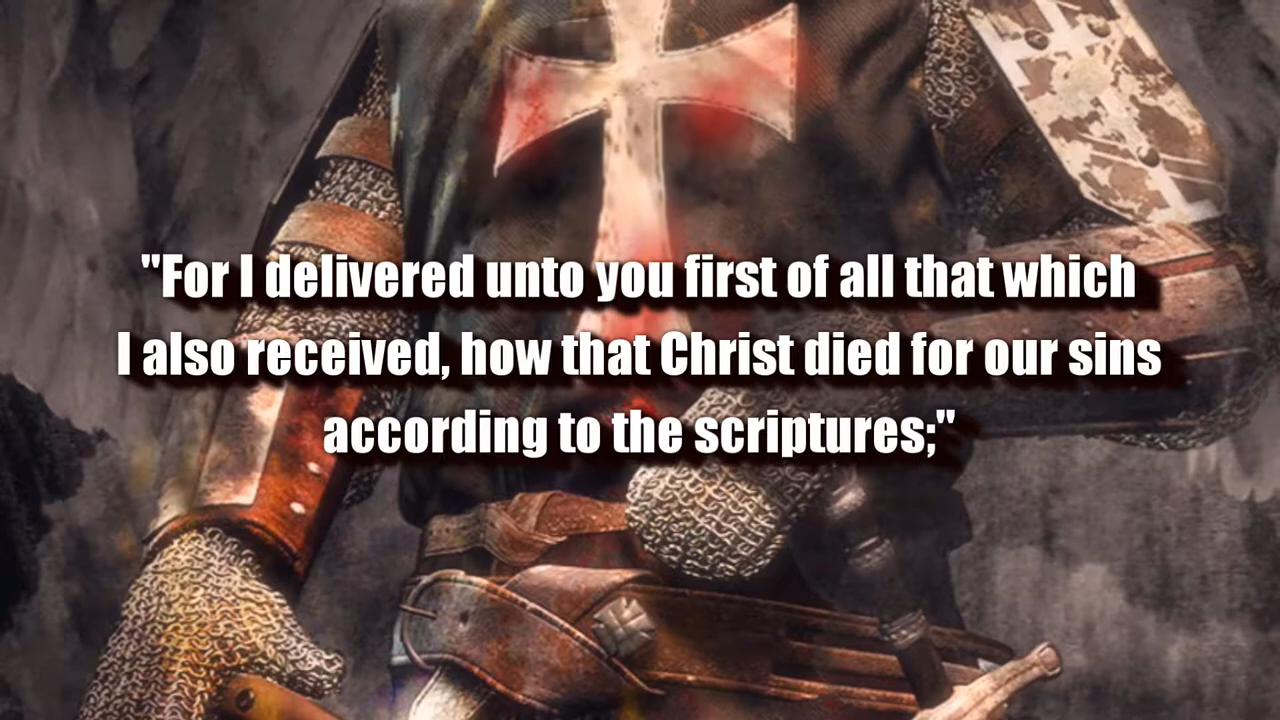 "For I delivered unto you first of all that which
I also received, how that Christ died for our sins
according to the scriptures;"